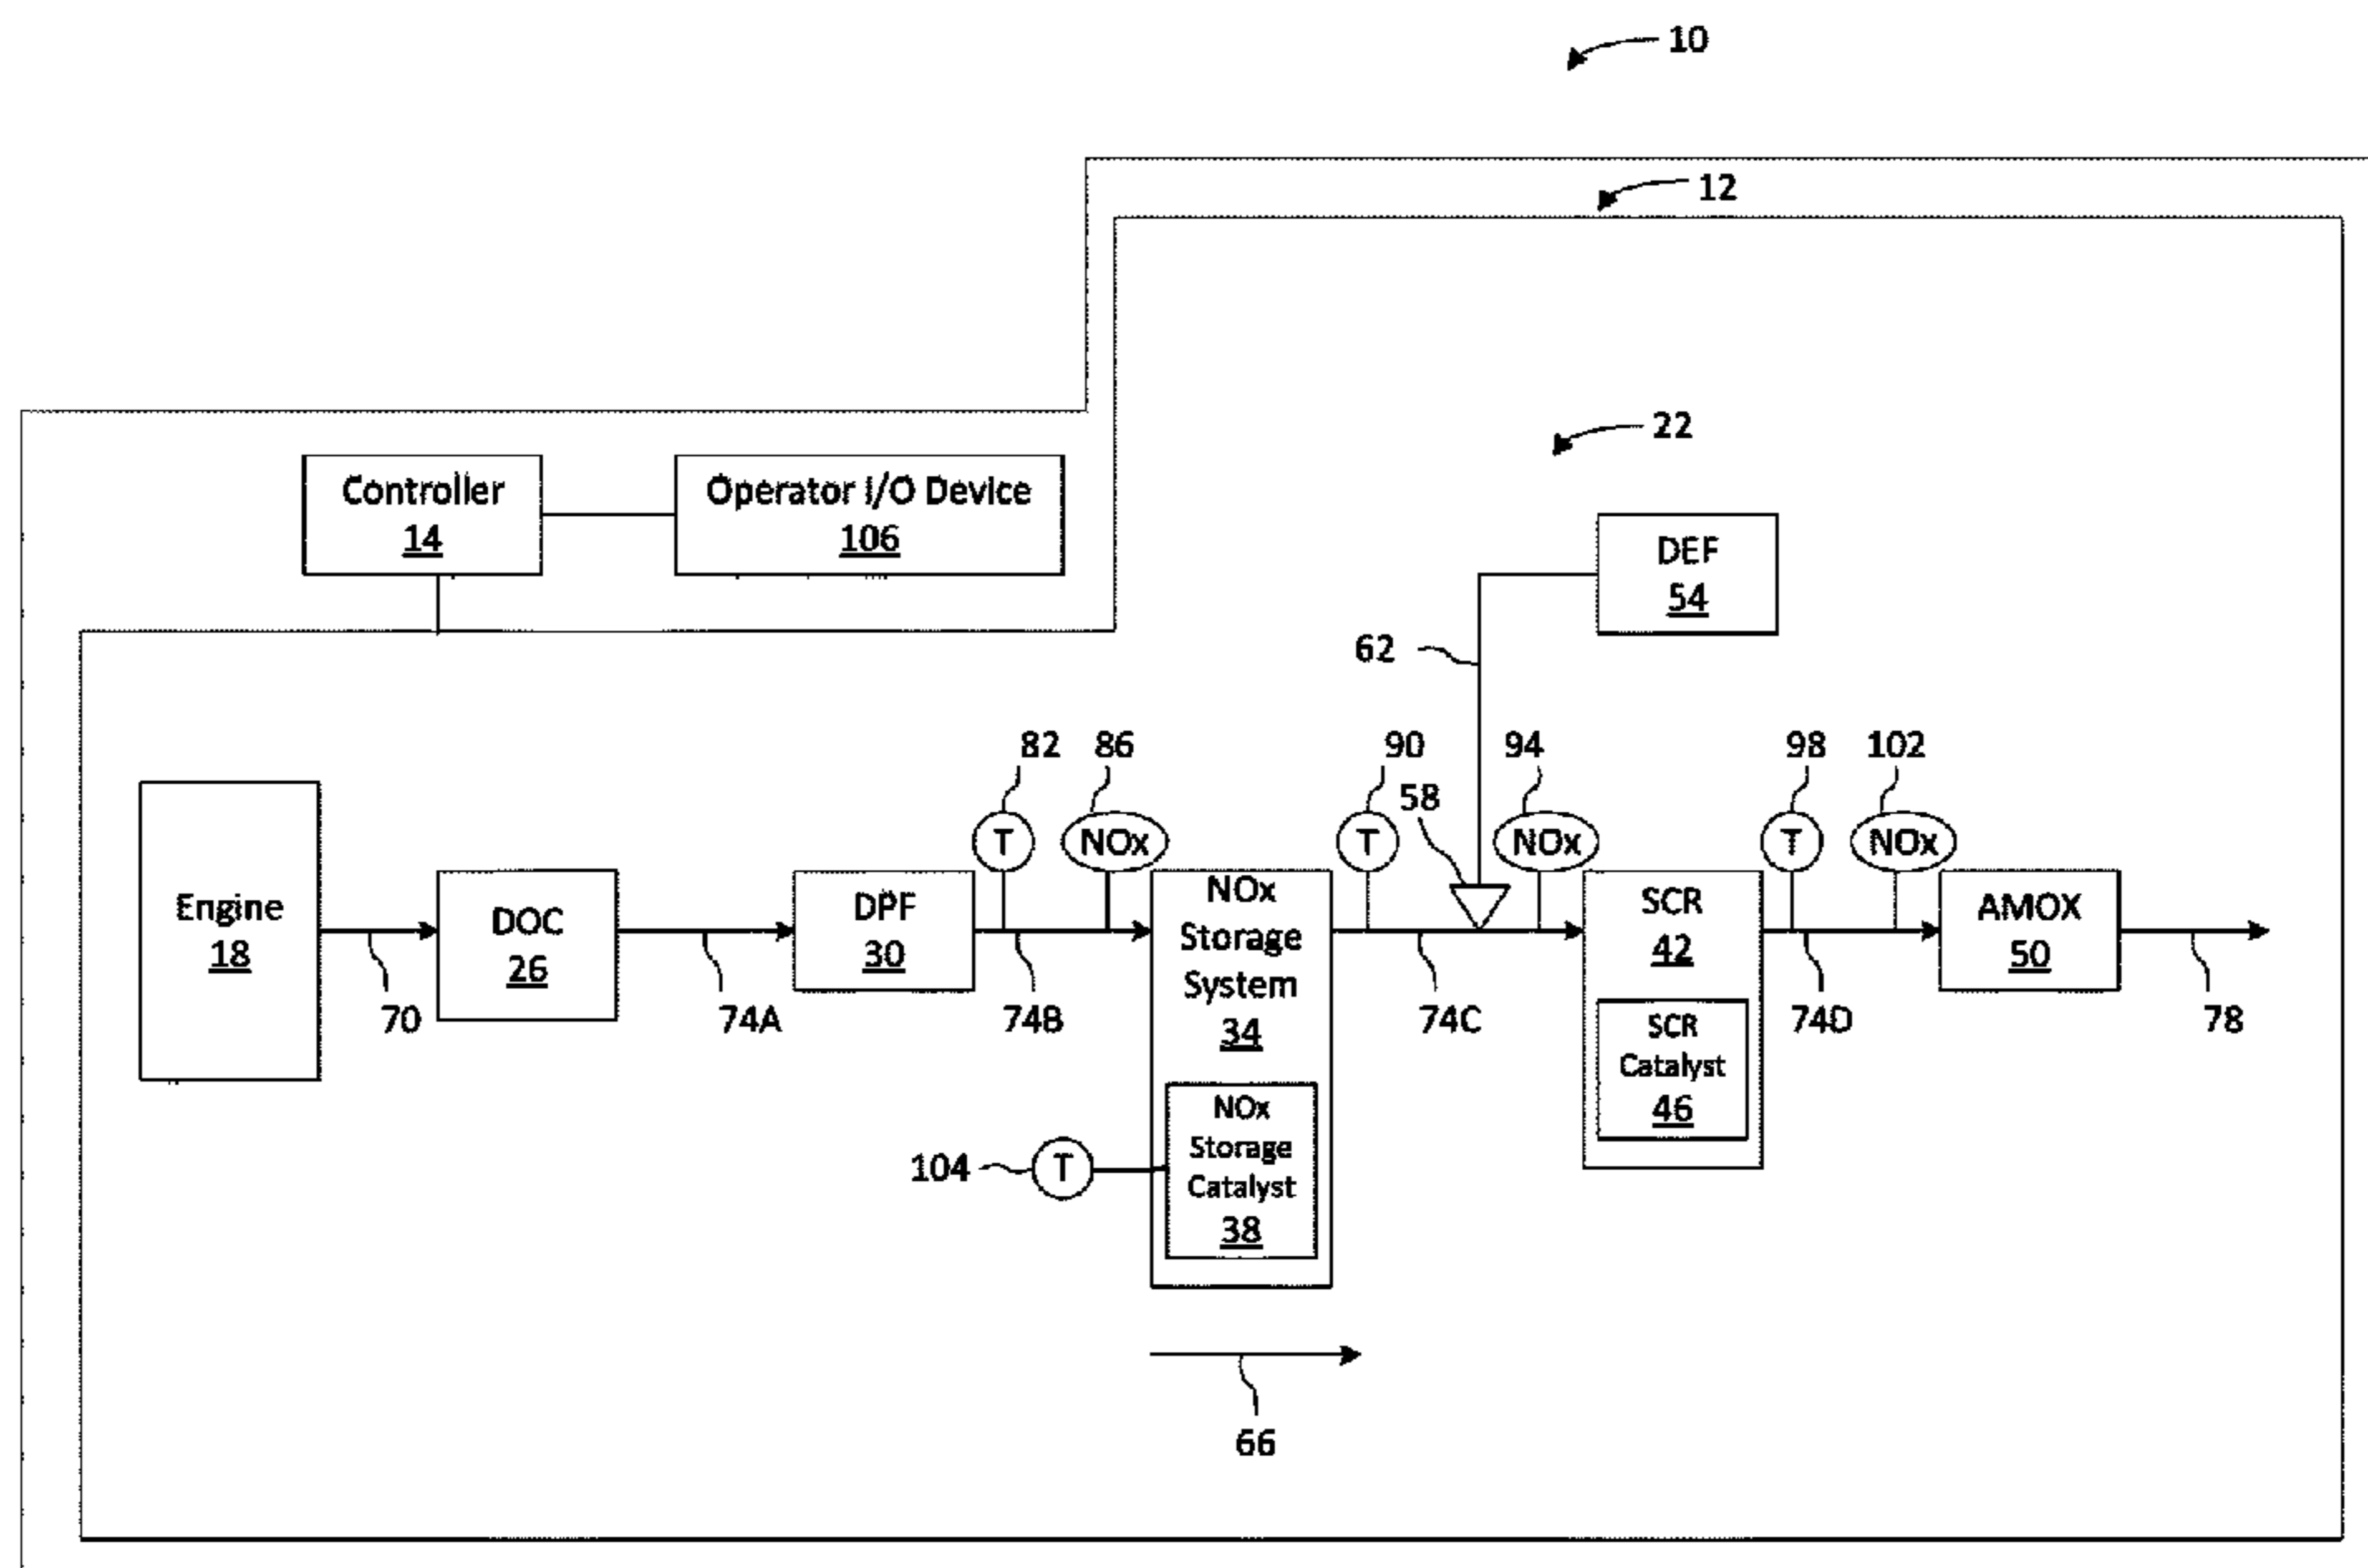 10
12
22
Controller
14
Operator I/O Device
106
DEF
54
62
82
86
90
94
98
102
58
T
NOx
T
NOx
T
NOx
Engine
18
DOC
26
DPF
30
NOx
Storage
System
34
SCR
42
AMOX
50
70
74A
74B
74C
74D
78
SCR
Catalyst
46
NOx
Storage
Catalyst
38
104
T
66